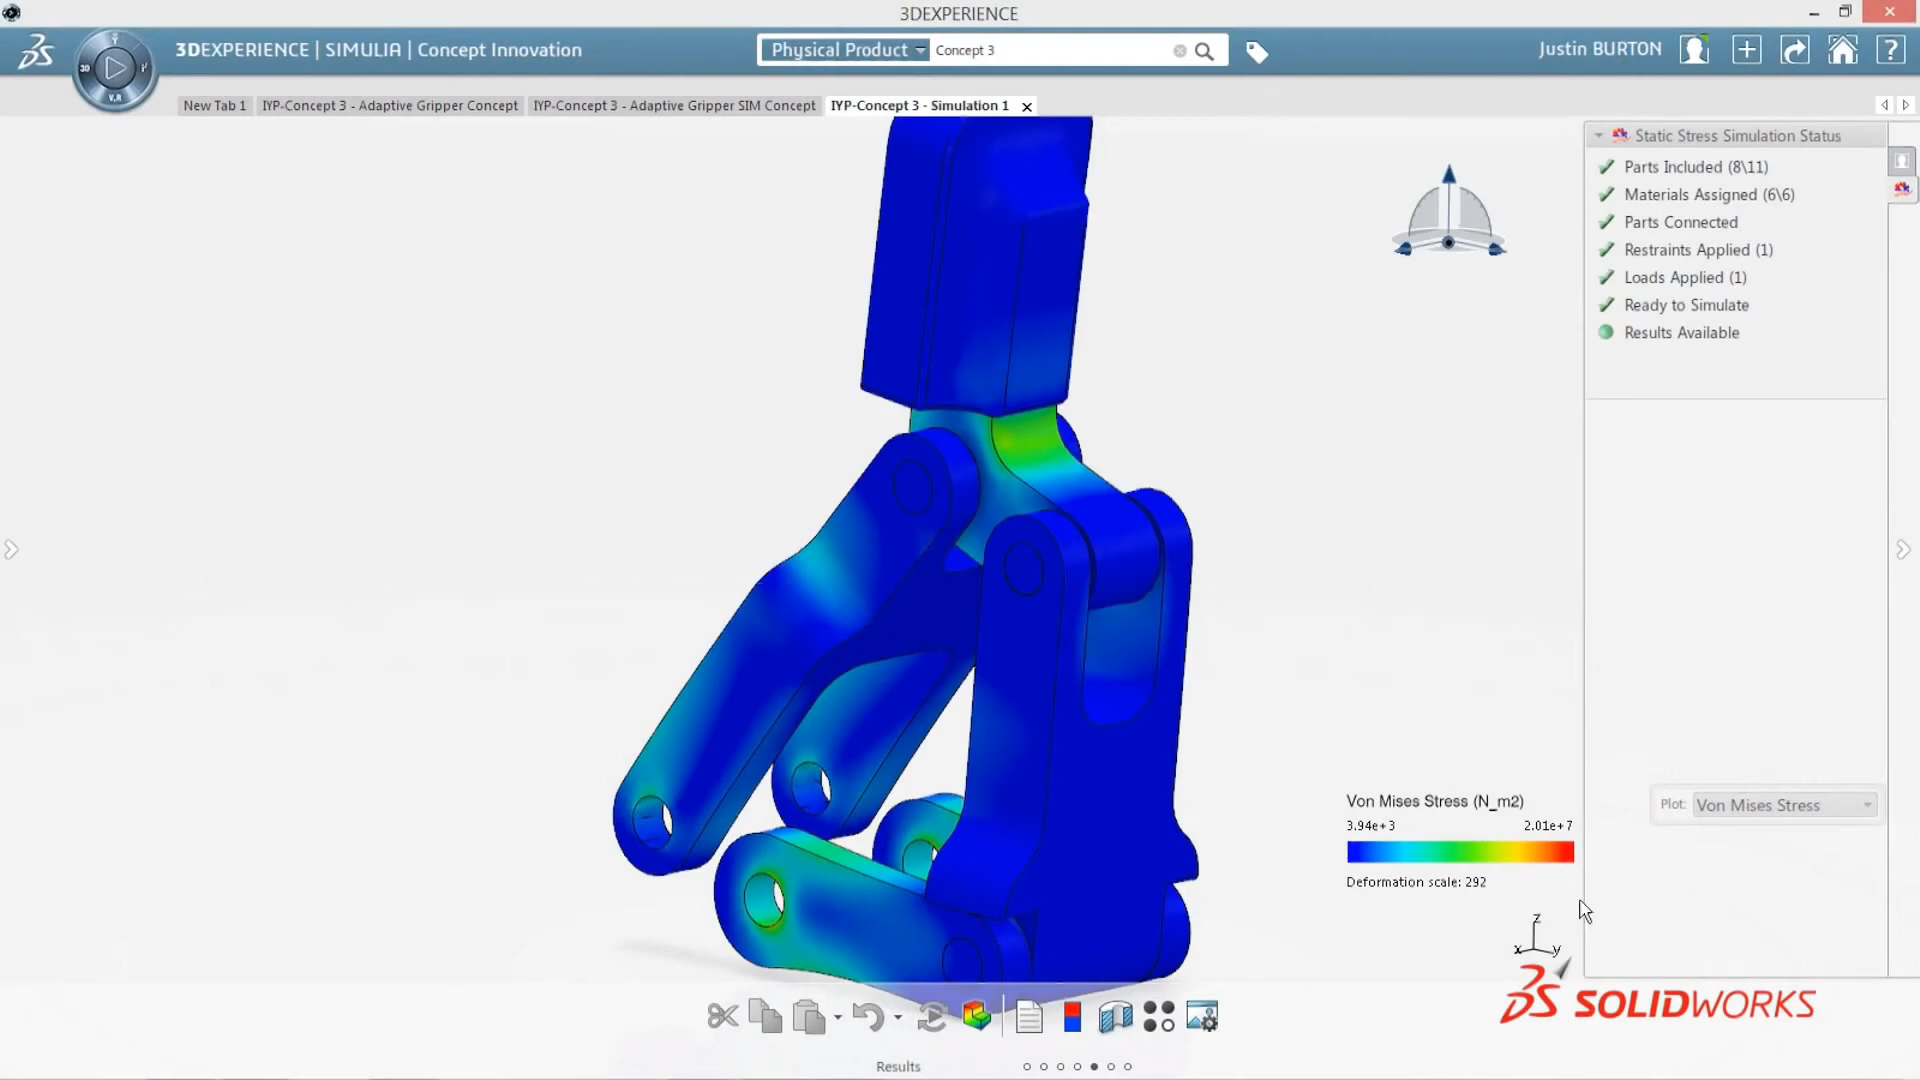 3DEXPERIENCE
3DEXPERIENCE | SIMULIA | Concept Innovation
Physical Product
Concept 3
Justin BURTON
3D
V.R
New Tab 1
IYP-Concept 3 - Adaptive Gripper Concept
IYP-Concept 3 - Adaptive Gripper SIM Concept
IYP-Concept 3 - Simulation 1
Static Stress Simulation Status
Parts Included (8\11)
Materials Assigned (6\6)
Parts Connected
Restraints Applied (1)
Loads Applied (1)
Ready to Simulate
Results Available
Von Mises Stress (N_m2)
3.94e+3 2.01e+7
Deformation scale: 292
Plot: Von Mises Stress
z
x y
SOLIDWORKS
Results